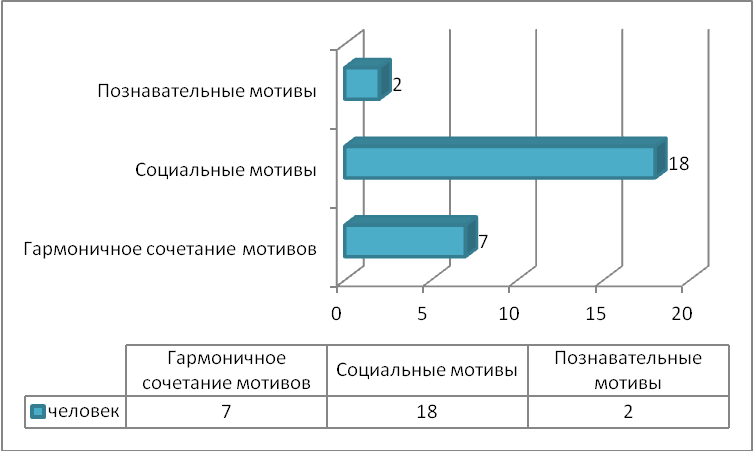 Познавательные мотивы
2
Социальные мотивы
18
Гармоничное сочетание мотивов
7
0 5 10 15 20
Гармоничное сочетание мотивов
Социальные мотивы
Познавательные мотивы
человек 7 18 2